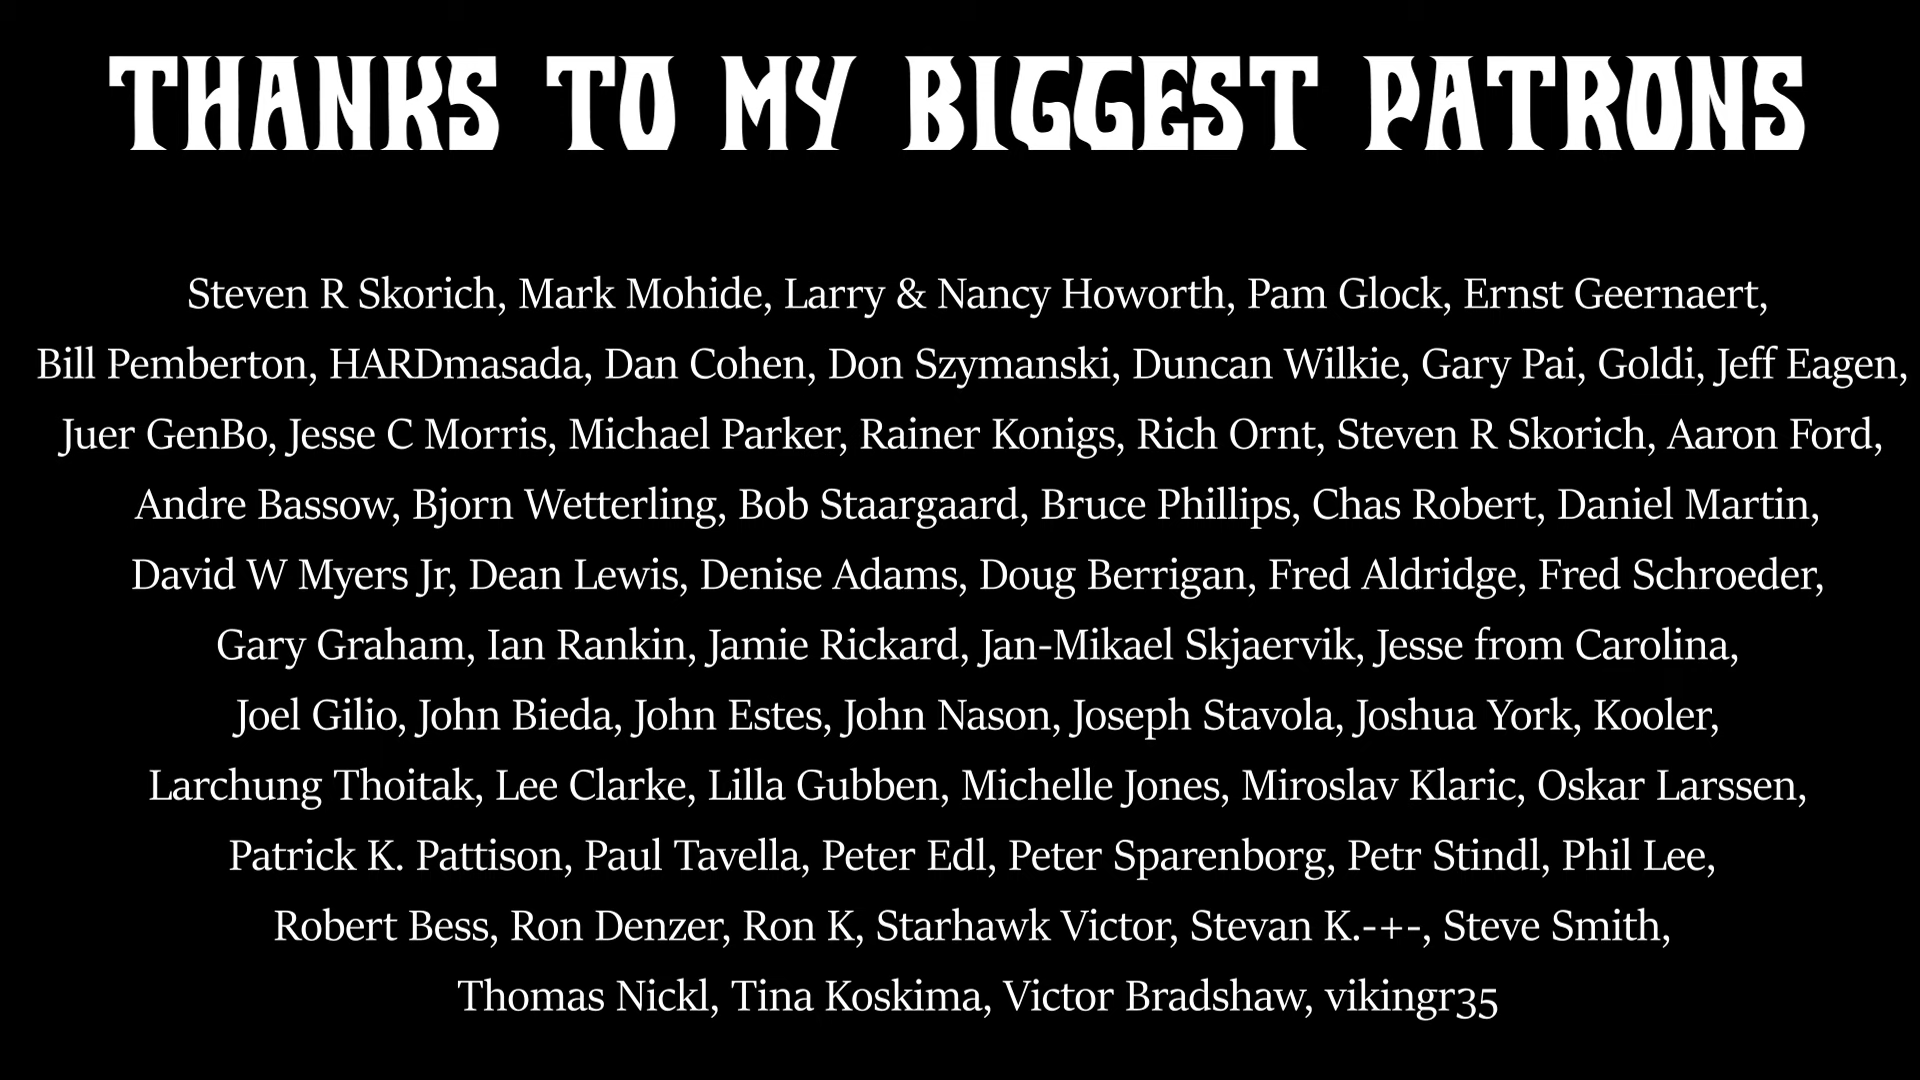 THANKS TO MY BIGGEST PATRONS
Steven R Skorich, Mark Mohide, Larry & Nancy Howorth, Pam Glock, Ernst Geernaert,
Bill Pemberton, HARDmasada, Dan Cohen, Don Szymanski, Duncan Wilkie, Gary Pai, Goldi, Jeff Eagen,
Juer GenBo, Jesse C Morris, Michael Parker, Rainer Konigs, Rich Ornt, Steven R Skorich, Aaron Ford,
Andre Bassow, Bjorn Wetterling, Bob Staargaard, Bruce Phillips, Chas Robert, Daniel Martin,
David W Myers Jr, Dean Lewis, Denise Adams, Doug Berrigan, Fred Aldridge, Fred Schroeder,
Gary Graham, Ian Rankin, Jamie Rickard, Jan-Mikael Skjaervik, Jesse from Carolina,
Joel Gilio, John Bieda, John Estes, John Nason, Joseph Stavola, Joshua York, Kooler,
Larchung Thoitak, Lee Clarke, Lilla Gubben, Michelle Jones, Miroslav Klaric, Oskar Larssen,
Patrick K. Pattison, Paul Tavella, Peter Edl, Peter Sparenborg, Petr Stindl, Phil Lee,
Robert Bess, Ron Denzer, Ron K, Starhawk Victor, Stevan K.-+-, Steve Smith,
Thomas Nickl, Tina Koskima, Victor Bradshaw, vikingr35